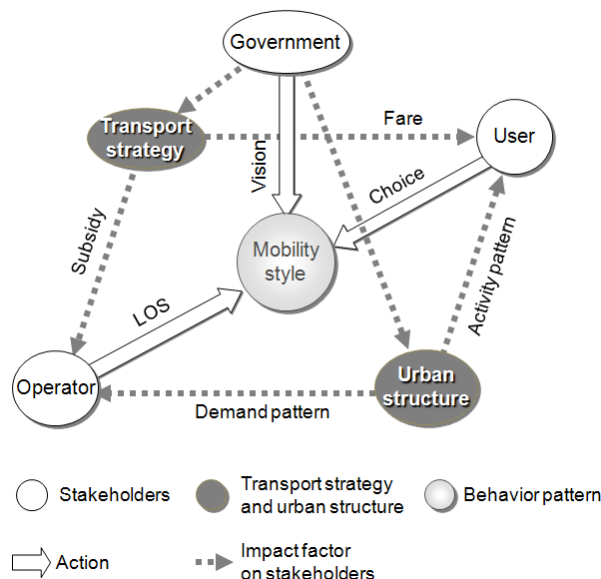 Government
Transport
strategy
Fare
User
Vision
Choice
Subsidy
Mobility
style
Activity pattern
LOS
Operator
Urban
structure
Demand pattern
Stakeholders
Transport strategy
and urban structure
Behavior pattern
Action
Impact factor
on stakeholders